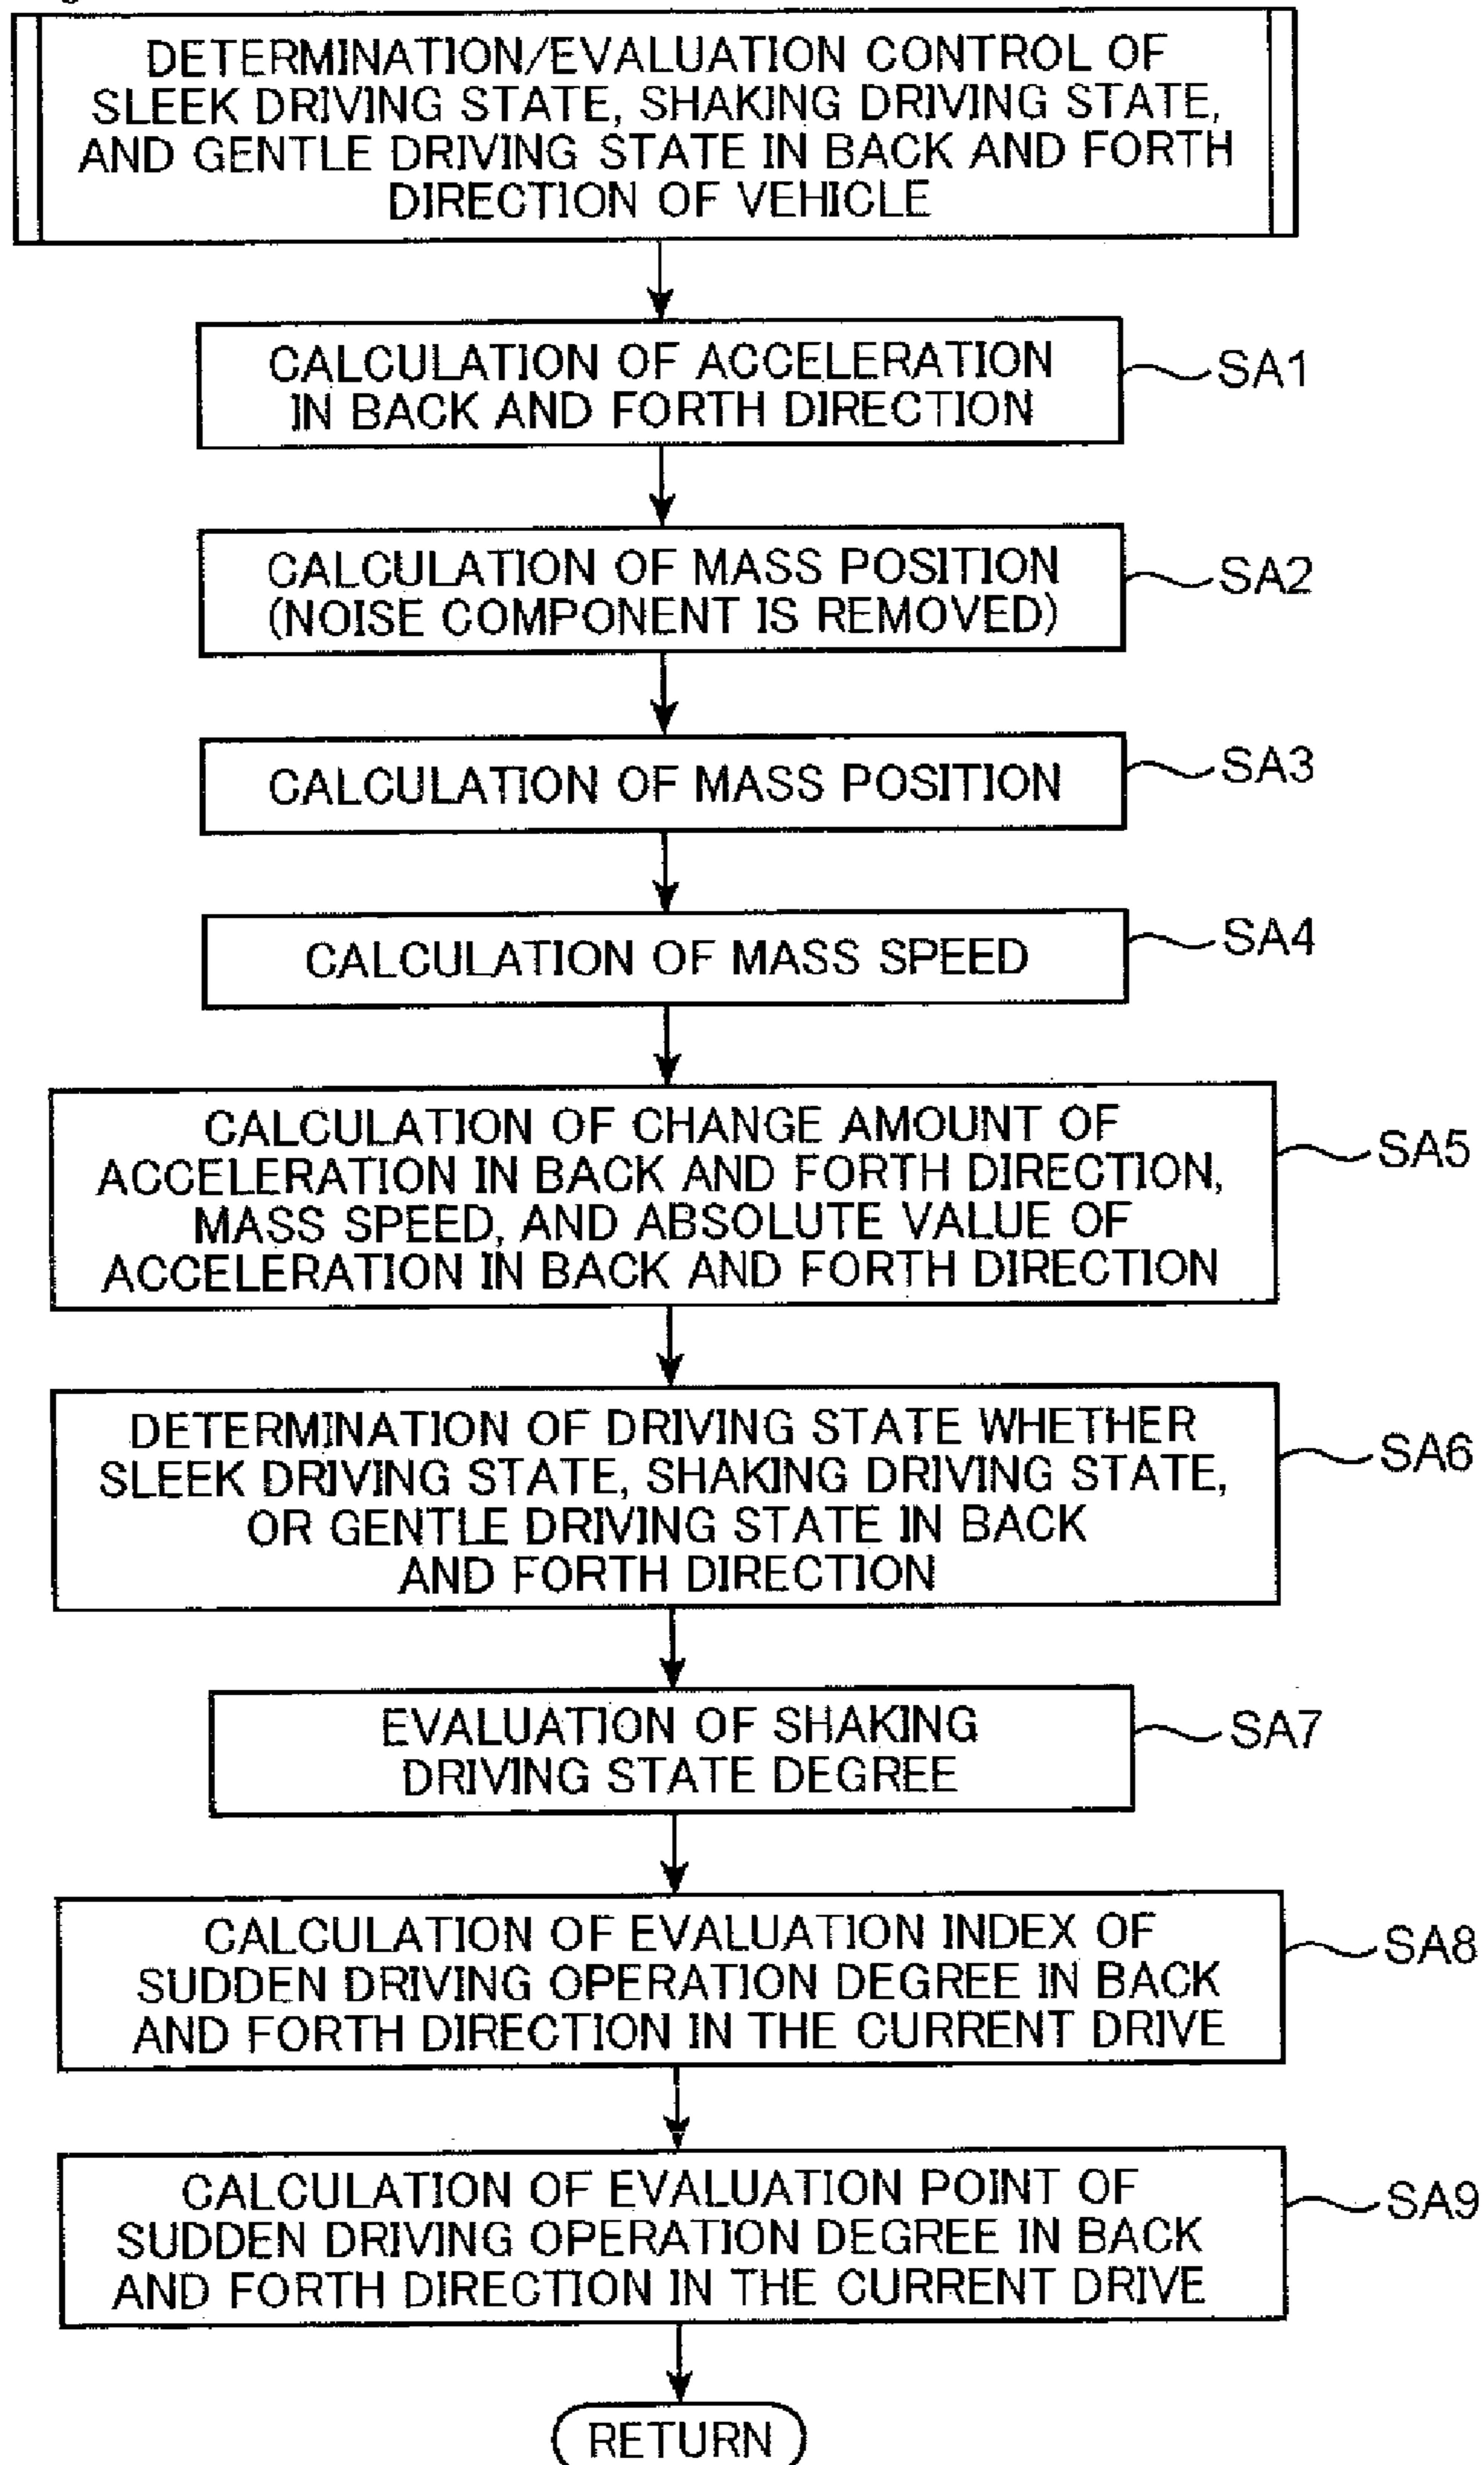 DETERMINATION/EVALUATION CONTROL OF
SLEEK DRIVING STATE, SHAKING DRIVING STATE,
AND GENTLE DRIVING STATE IN BACK AND FORTH
DIRECTION OF VEHICLE
CALCULATION OF ACCELERATION
IN BACK AND FORTH DIRECTION
SA1
CALCULATION OF MASS POSITION
(NOISE COMPONENT IS REMOVED)
SA2
CALCULATION OF MASS POSITION
SA3
CALCULATION OF MASS SPEED
SA4
CALCULATION OF CHANGE AMOUNT OF
ACCELERATION IN BACK AND FORTH DIRECTION,
MASS SPEED, AND ABSOLUTE VALUE OF
ACCELERATION IN BACK AND FORTH DIRECTION
SA5
DETERMINATION OF DRIVING STATE WHETHER
SLEEK DRIVING STATE, SHAKING DRIVING STATE,
OR GENTLE DRIVING STATE IN BACK
AND FORTH DIRECTION
SA6
EVALUATION OF SHAKING
DRIVING STATE DEGREE
SA7
CALCULATION OF EVALUATION INDEX OF
SUDDEN DRIVING OPERATION DEGREE IN BACK
AND FORTH DIRECTION IN THE CURRENT DRIVE
SA8
CALCULATION OF EVALUATION POINT OF
SUDDEN DRIVING OPERATION DEGREE IN BACK
AND FORTH DIRECTION IN THE CURRENT DRIVE
SA9
RETURN